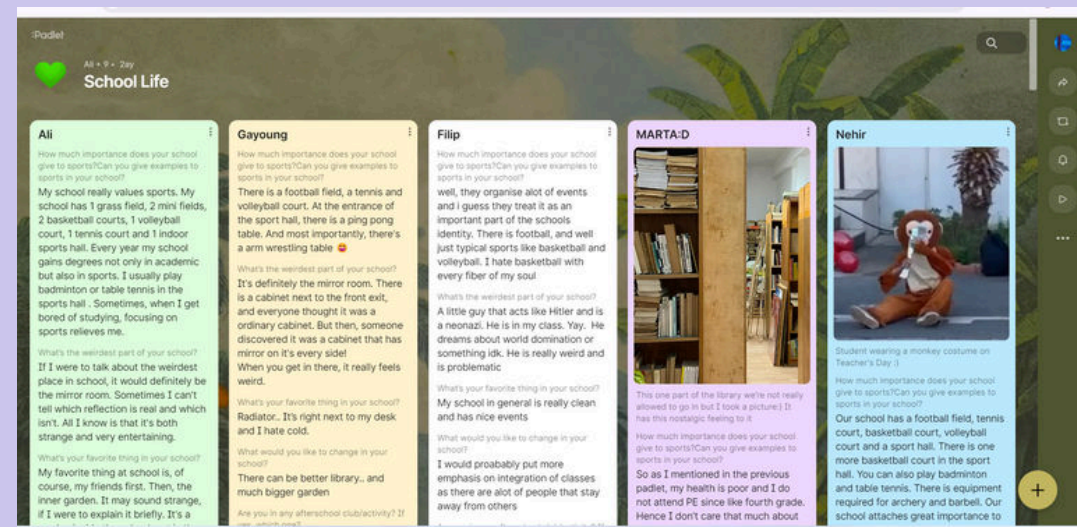 :Padlet
Ali + 9 • 2ay
School Life
Ali
How much importance does your school
give to sports?Can you give examples to
sports in your school?
My school really values sports. My
school has 1 grass field, 2 mini fields,
2 basketball courts, 1 volleyball
court, 1 tennis court and 1 indoor
sports hall. Every year my school
gains degrees not only in academic
but also in sports. I usually play
badminton or table tennis in the
sports hall . Sometimes, when I get
bored of studying, focusing on
sports relieves me.
What's the weirdest part of your school?
If I were to talk about the weirdest
place in school, it would definitely be
the mirror room. Sometimes I can't
tell which reflection is real and which
isn't. All I know is that it's both
strange and very entertaining.
What's your favorite thing in your school?
My favorite thing at school is, of
course, my friends first. Then, the
inner garden. It may sound strange,
if I were to explain it briefly. It's a
Gayoung
How much importance does your school
give to sports?Can you give examples to
sports in your school?
There is a football field, a tennis and
volleyball court. At the entrance of
the sport hall, there is a ping pong
table. And most importantly, there's
a arm wrestling table 😍
What's the weirdest part of your school?
It's definitely the mirror room. There
is a cabinet next to the front exit,
and everyone thought it was a
ordinary cabinet. But then, someone
discovered it was a cabinet that has
mirror on it's every side!
When you get in there, it really feels
weird.
What's your favorite thing in your school?
Radiator.. It's right next to my desk
and I hate cold.
What would you like to change in your
school?
There can be better library.. and
much bigger garden
Are you in any afterschool club/activity? If
yes, which one?
Filip
How much importance does your school
give to sports?Can you give examples to
sports in your school?
well, they organise alot of events
and i guess they treat it as an
important part of the schools
identity. There is football, and well
just typical sports like basketball and
volleyball. I hate basketball with
every fiber of my soul
What's the weirdest part of your school?
A little guy that acts like Hitler and is
a neonazi. He is in my class. Yay. He
dreams about world domination or
something idk. He is really weird and
is problematic
What's your favorite thing in your school?
My school in general is really clean
and has nice events
What would you like to change in your
school?
I would proabably put more
emphasis on integration of classes
as there are alot of people that stay
away from others
MARTA:D
This one part of the library we're not really
allowed to go in but I took a picture:) It
has this nostalgic feeling to it
How much importance does your school
give to sports?Can you give examples to
sports in your school?
So as I mentioned in the previous
padlet, my health is poor and I do
not attend PE since like fourth grade.
Hence I don't care that much about
Nehir
Student wearing a monkey costume on
Teacher's Day :)
How much importance does your school
give to sports?Can you give examples to
sports in your school?
Our school has a football field, tennis
court, basketball court, volleyball
court and a sport hall. There is one
more basketball court in the sport
hall. You can also play badminton
and table tennis. There is equipment
required for archery and barbell. Our
school attaches great importance to